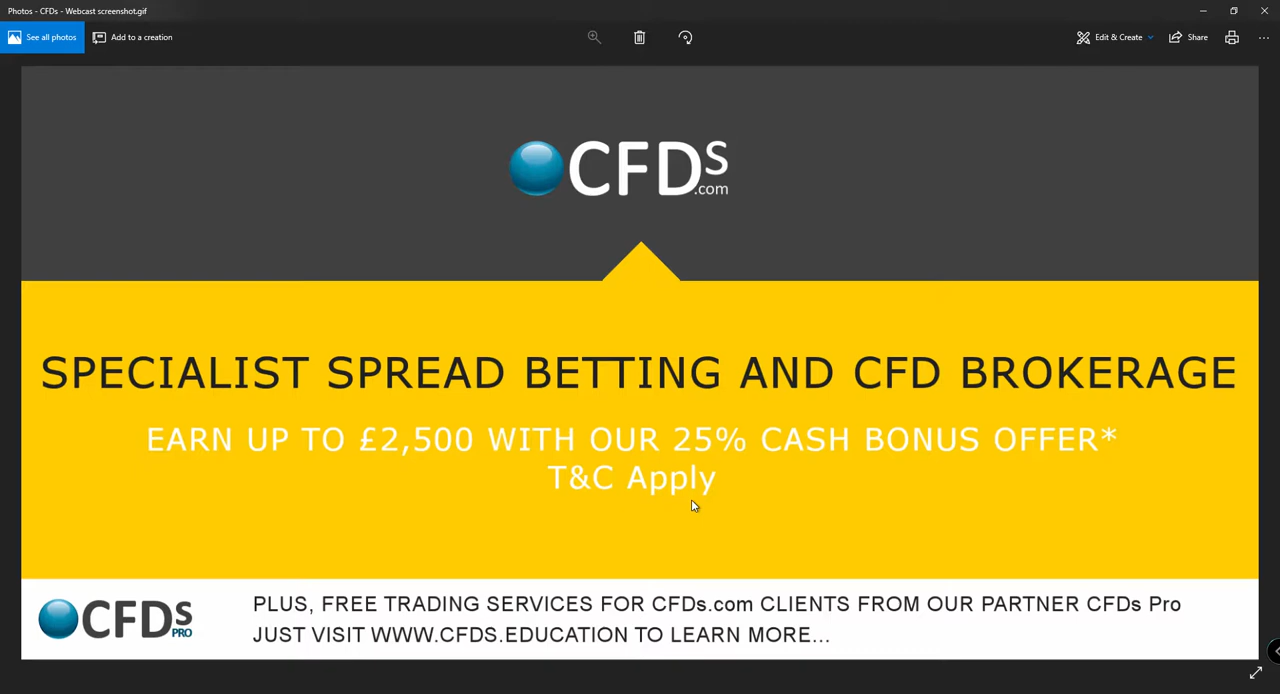 Photos - CFDs - Webcast screenshot.gif
See all photos
Add to a creation
Edit & Create
Share
CFDs
.com
SPECIALIST SPREAD BETTING AND CFD BROKERAGE
EARN UP TO £2,500 WITH OUR 25% CASH BONUS OFFER*
T&C Apply
CFDs
PRO
PLUS, FREE TRADING SERVICES FOR CFDs.com CLIENTS FROM OUR PARTNER CFDs Pro
JUST VISIT WWW.CFDS.EDUCATION TO LEARN MORE...